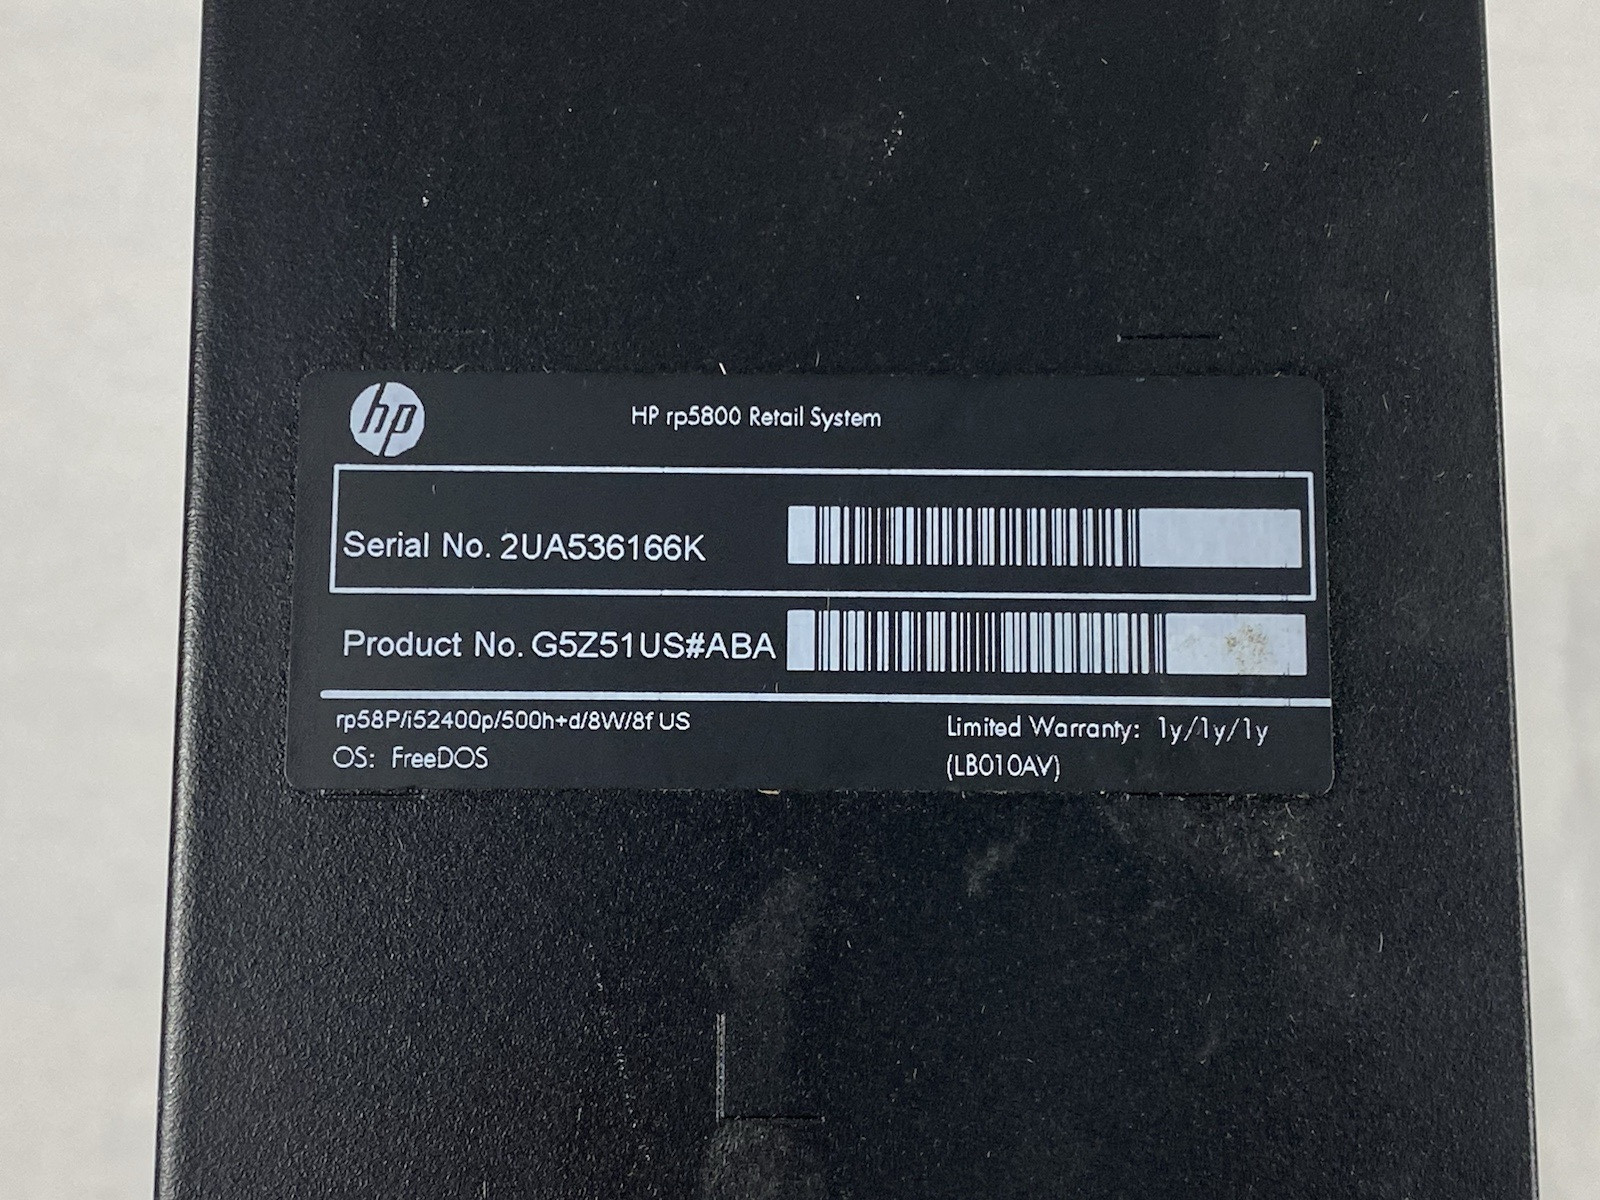 hp
HP rp5800 Retail System
Serial No. 2UA536166K
Product No. G5Z51US#ABA
rp58P/i52400p/500h+d/8W/8f US
OS: FreeDOS
Limited Warranty: 1y/1y/1y
(LB010AV)